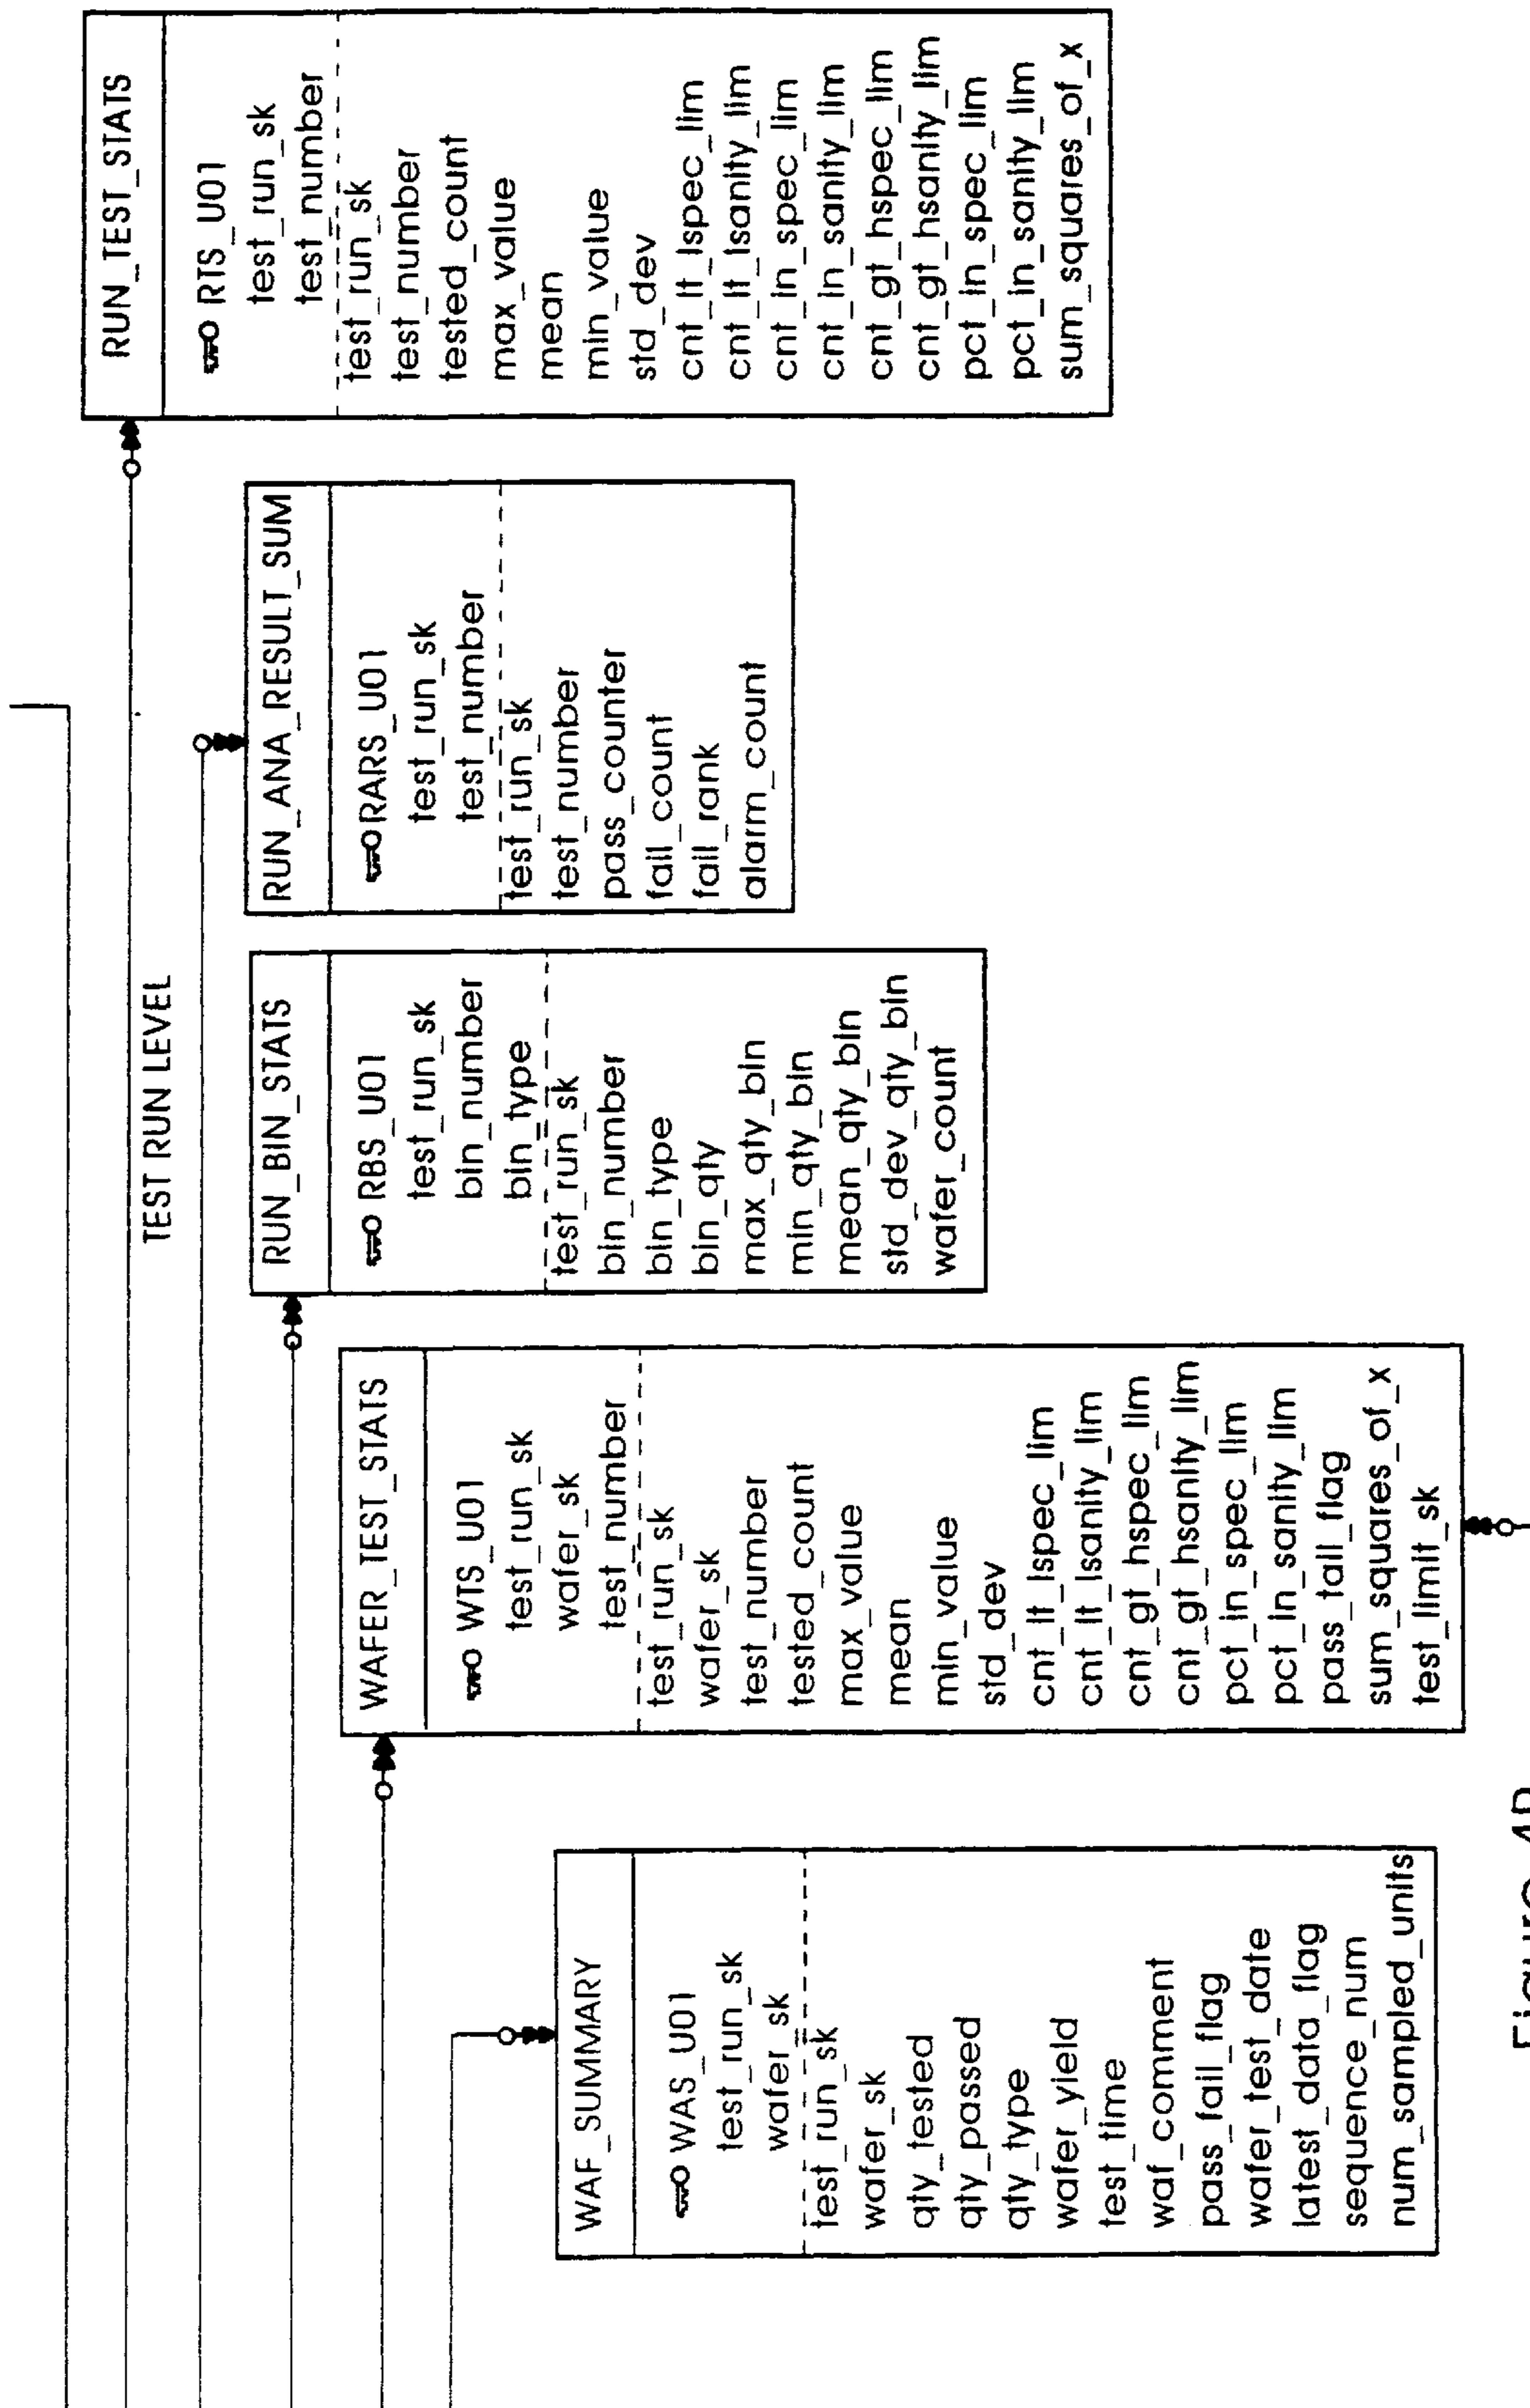 TEST RUN LEVEL
WAF_SUMMARY
WAS_U01
test_run_sk
wafer_sk
test_run_sk
wafer_sk
qty_tested
qty_passed
qty_type
wafer_yield
test_time
waf_comment
pass_fail_flag
wafer_test_date
latest_data_flag
sequence_num
num_sampled_units
WAFER_TEST_STATS
WTS_U01
test_run_sk
wafer_sk
test_number
test_run_sk
wafer_sk
test_number
tested_count
max_value
mean
min_value
std_dev
cnt_lt_lspec_lim
cnt_lt_lsanity_lim
cnt_gt_hspec_lim
cnt_gt_hsanity_lim
pct_in_spec_lim
pct_in_sanity_lim
pass_tall_flag
sum_squares_of_x
test_limit_sk
RUN_BIN_STATS
RBS_U01
test_run_sk
bin_number
bin_type
test_run_sk
bin_number
bin_type
bin_qty
max_qty_bin
min_qty_bin
mean_qty_bin
std_dev_qty_bin
wafer_count
RUN_ANA_RESULT_SUM
RARS_U01
test_run_sk
test_number
test_run_sk
test_number
pass_counter
fail_count
fail_rank
alarm_count
RUN_TEST_STATS
RTS_U01
test_run_sk
test_number
test_run_sk
test_number
tested_count
max_value
mean
min_value
std_dev
cnt_lt_lspec_lim
cnt_lt_tsanity_lim
cnt_in_spec_lim
cnt_in_sanity_lim
cnt_gt_hspec_lim
cnt_gt_hsanity_lim
pct_in_spec_lim
pct_in_sanity_lim
sum_squares_of_x
Figure